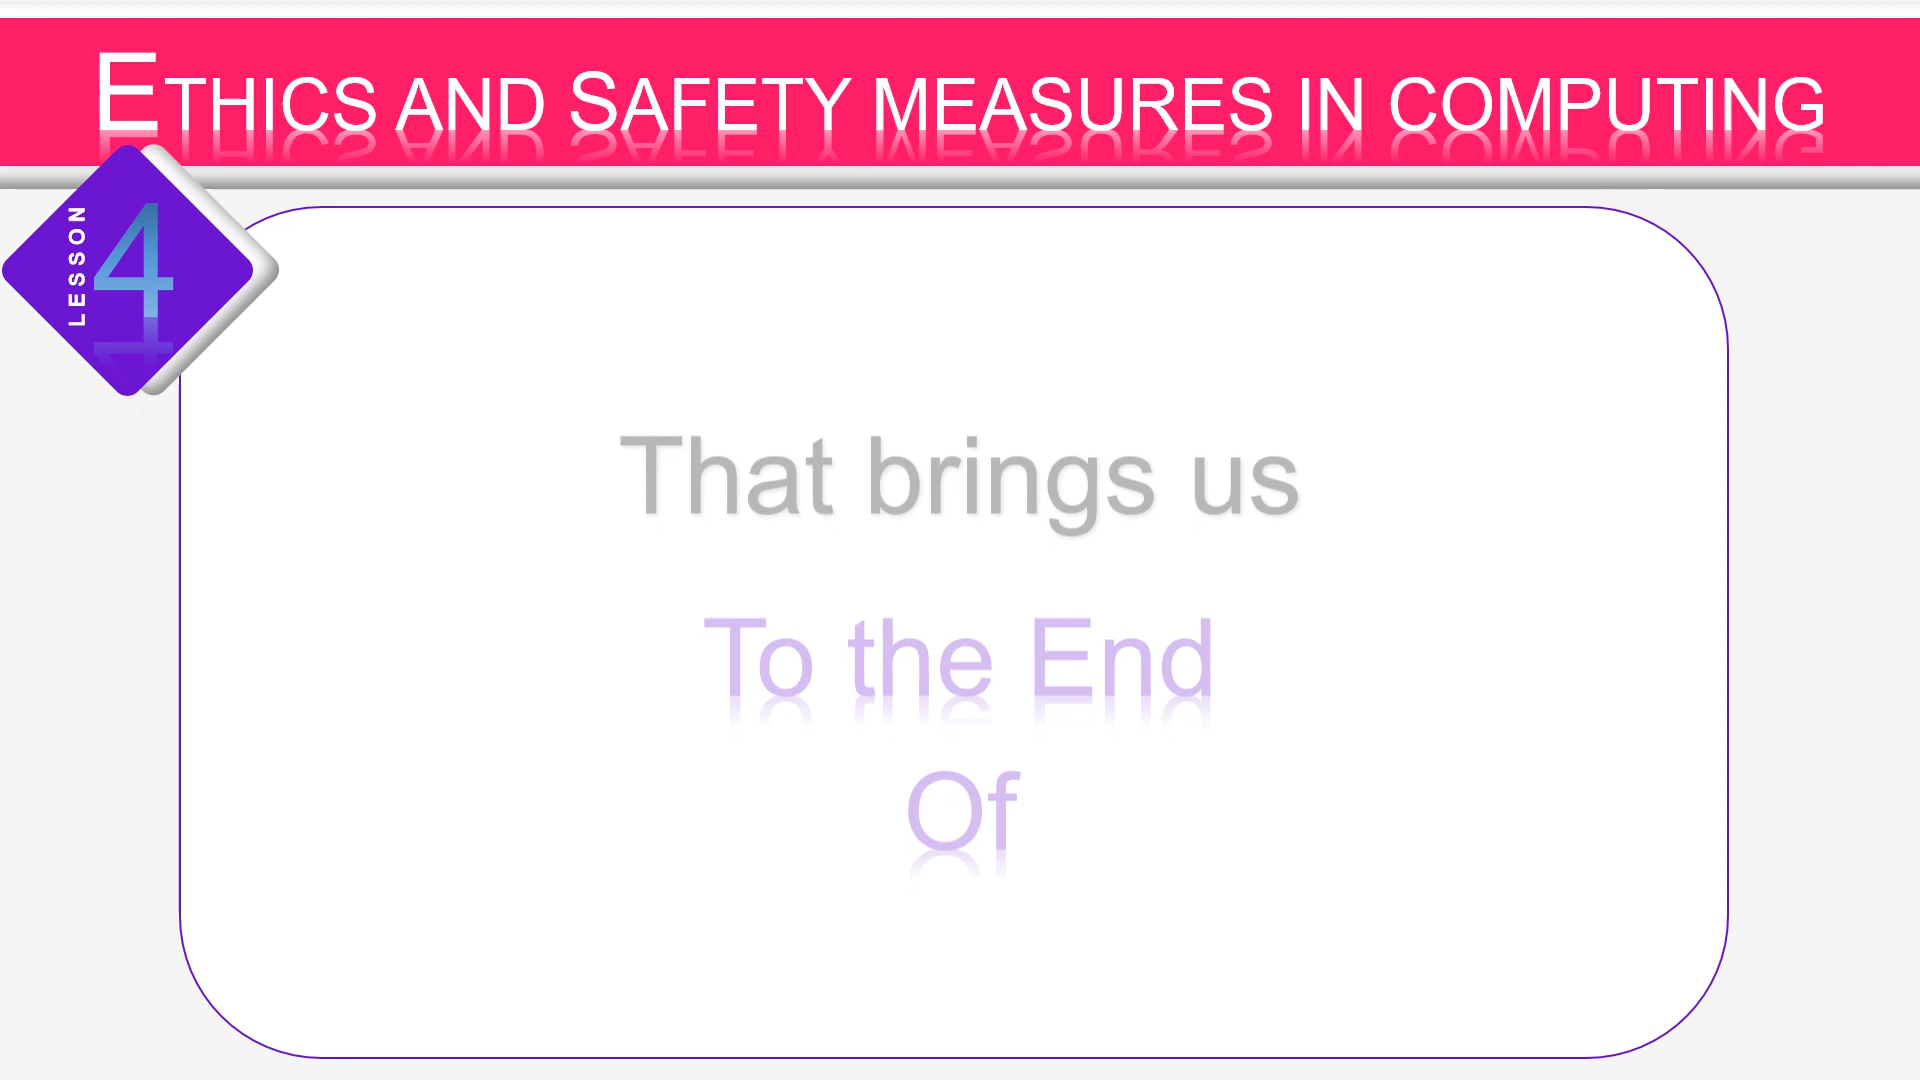 Ethics and Safety measures in computing
LESSON
4
That brings us
To the End
Of